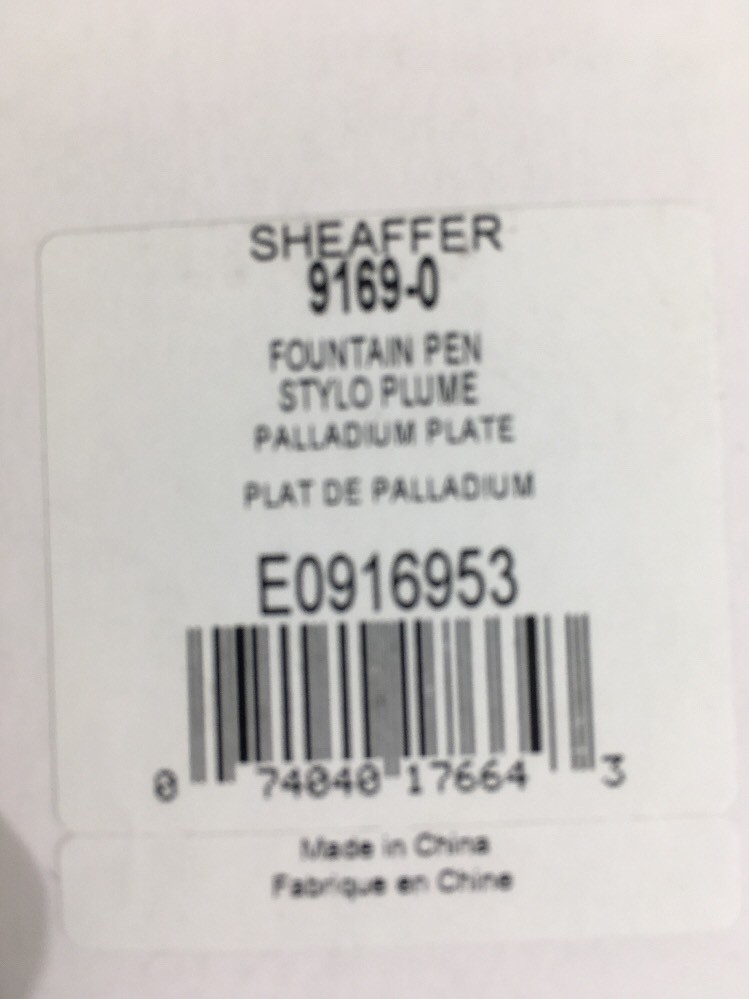 SHEAFFER
9169-0
FOUNTAIN PEN
STYLO PLUME
PALLADIUM PLATE
PLAT DE PALLADIUM
E0916953
0 74040 17664 3
Made in China
Fabrique en Chine